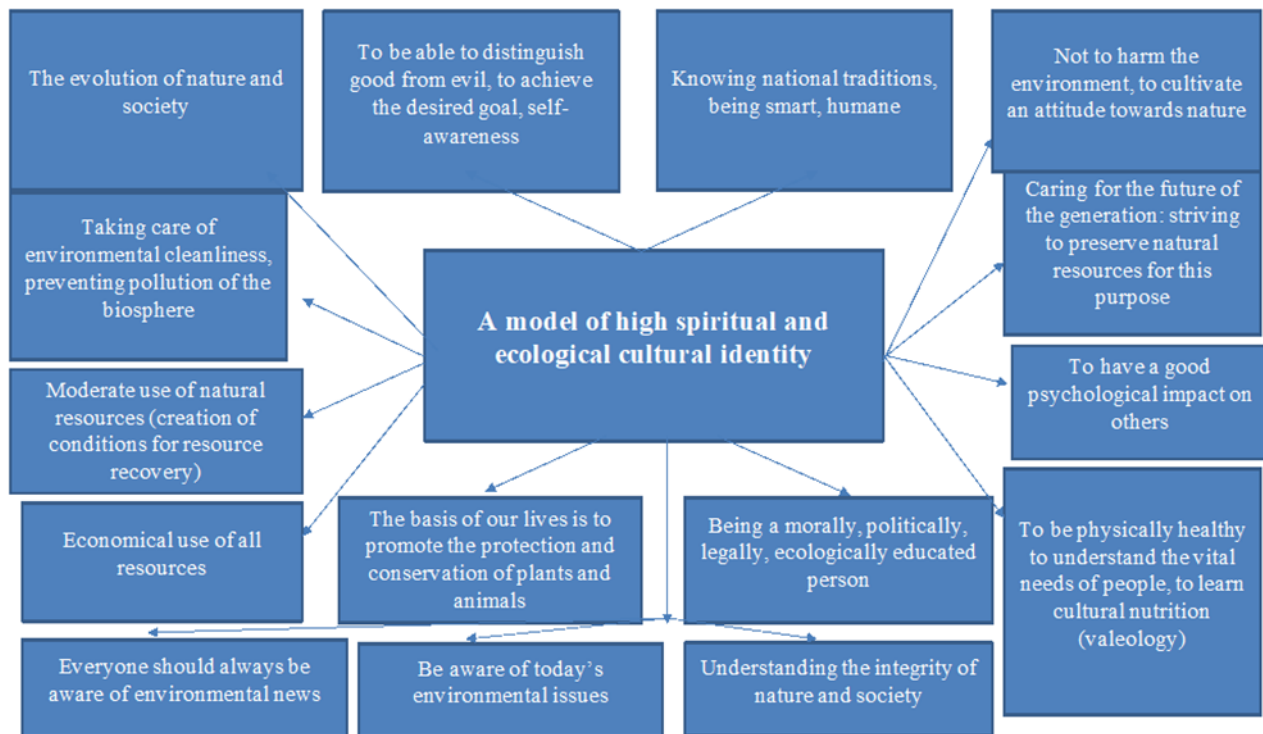 The evolution of nature and
society
To be able to distinguish
good from evil, to achieve
the desired goal, self-
awareness
Knowing national traditions,
being smart, humane
Not to harm the
environment, to cultivate
an attitude towards nature
Taking care of
environmental cleanliness,
preventing pollution of the
biosphere
A model of high spiritual and
ecological cultural identity
Caring for the future of
the generation: striving
to preserve natural
resources for this
purpose
Moderate use of natural
resources (creation of
conditions for resource
recovery)
To have a good
psychological impact on
others
Economical use of all
resources
The basis of our lives is to
promote the protection and
conservation of plants and
animals
Being a morally, politically,
legally, ecologically educated
person
To be physically healthy
to understand the vital
needs of people, to learn
cultural nutrition
(valeology)
Everyone should always be
aware of environmental news
Be aware of today’s
environmental issues
Understanding the integrity of
nature and society